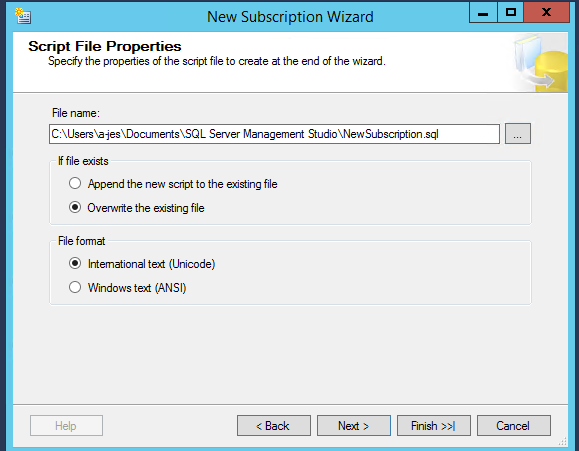 New Subscription Wizard
Script File Properties
Specify the properties of the script file to create at the end of the wizard.
File name:
C:\Users\a-jes\Documents\SQL Server Management Studio\NewSubscription.sql
...
If file exists
Append the new script to the existing file
Overwrite the existing file
File format
International text (Unicode)
Windows text (ANSI)
Help
< Back
Next >
Finish >>|
Cancel